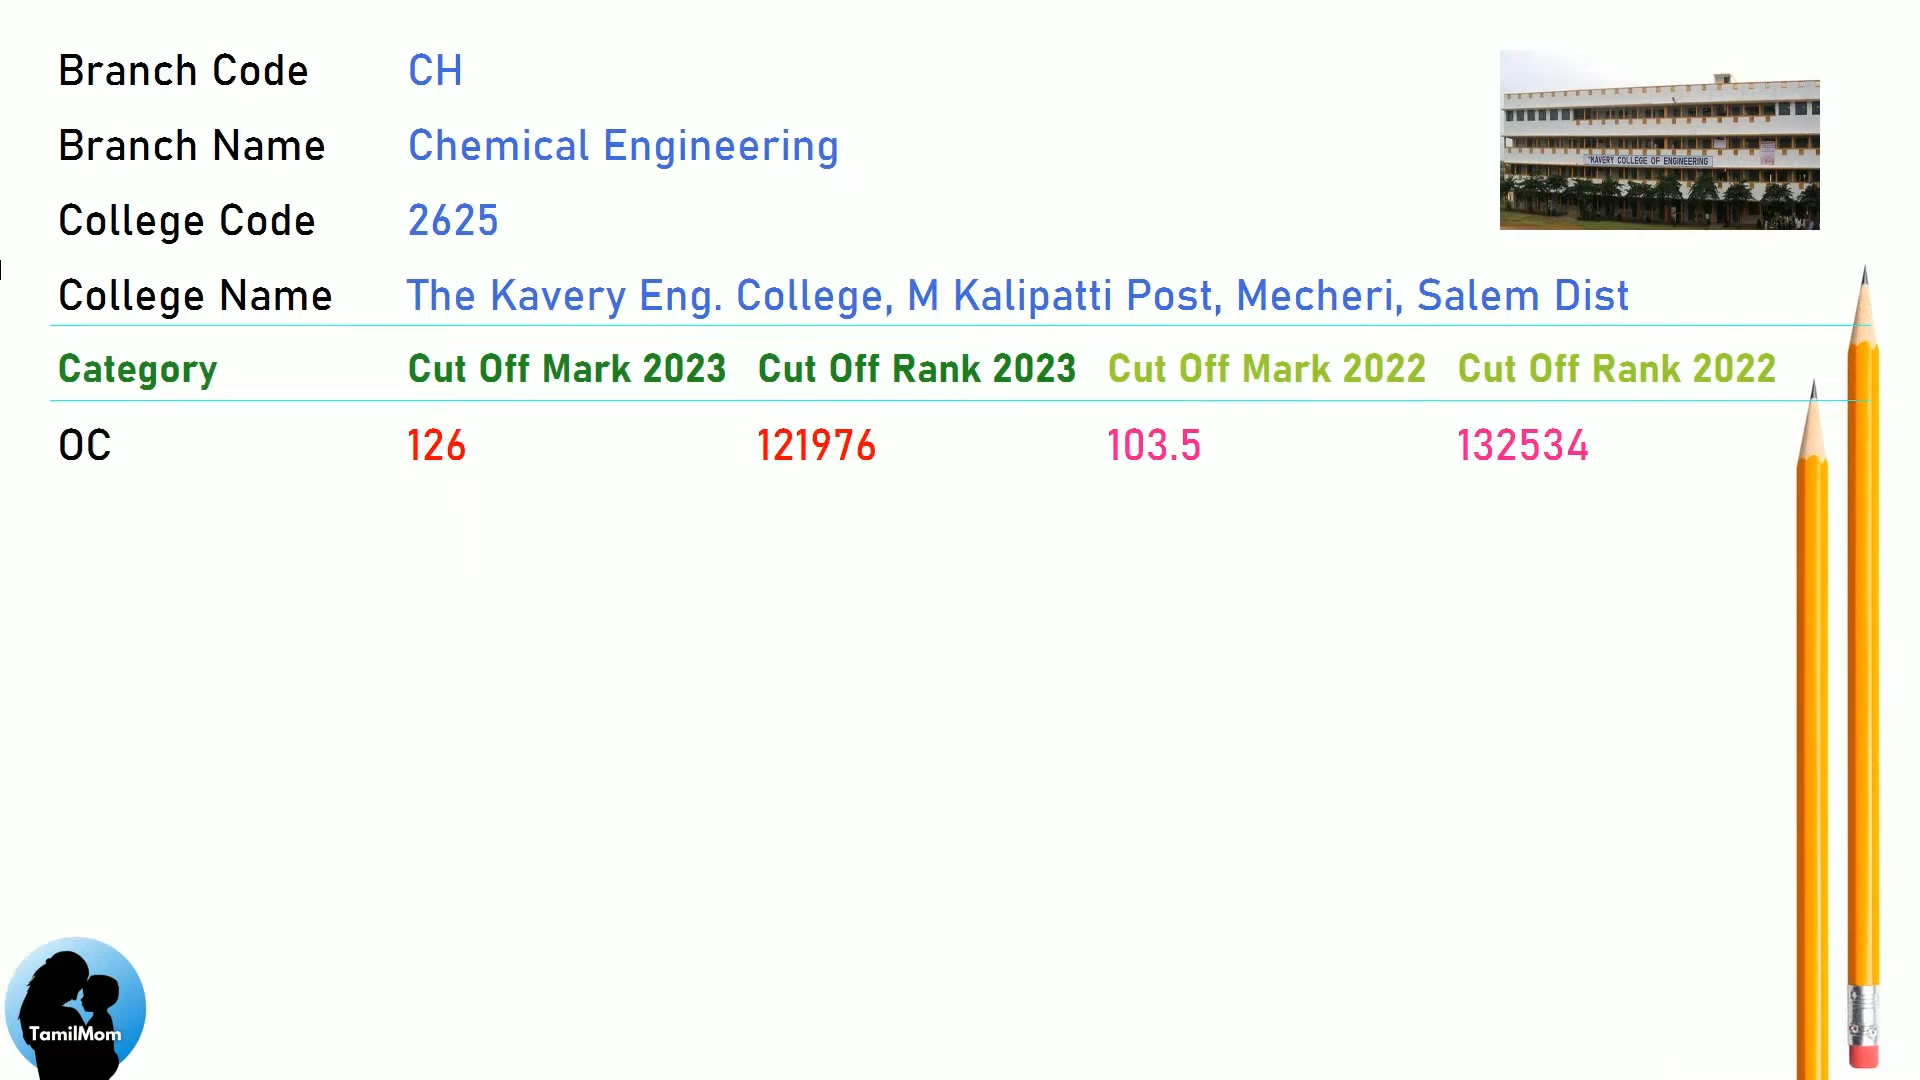 Branch Code CH
Branch Name Chemical Engineering
College Code 2625
College Name The Kavery Eng. College, M Kalipatti Post, Mecheri, Salem Dist
Category Cut Off Mark 2023 Cut Off Rank 2023 Cut Off Mark 2022 Cut Off Rank 2022
OC 126 121976 103.5 132534
KAVERY COLLEGE OF ENGINEERING
TamilMom